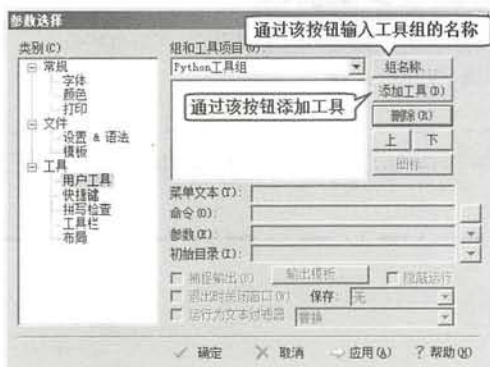 参数选择
通过该按钮输入工具组的名称
类别(C)
常规
字体
颜色
打印
文件
设置 & 语法
模板
工具
用户工具
快捷键
拼写检查
工具栏
布局
组和工具项目
Python工具组
组名称...
添加工具(D)
通过该按钮添加工具
删除(R)
上 下
菜单文本(T):
命令(O):
参数(E):
初始目录(I):
捕捉输出 输出模板... 隐藏运行
退出时关闭窗口(W) 保存: 无
运行为文本过滤器 替换
确定 取消 应用(A) ? 帮助(H)